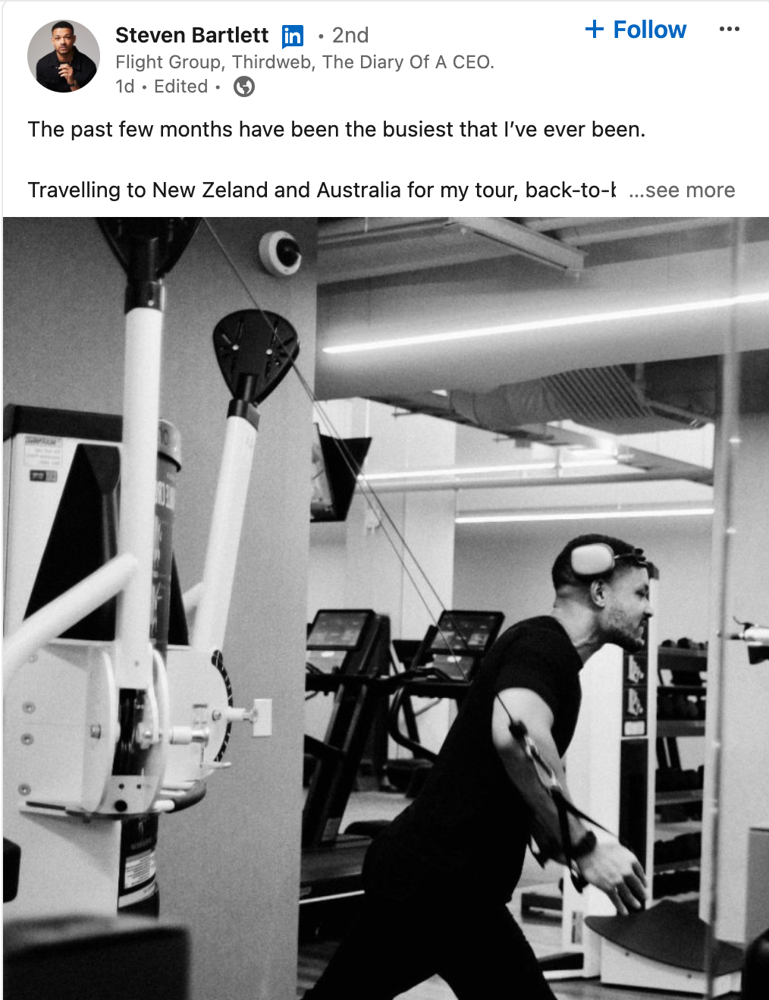 Steven Bartlett in • 2nd
+ Follow
Flight Group, Thirdweb, The Diary Of A CEO.
1d • Edited •
The past few months have been the busiest that I’ve ever been.
Travelling to New Zeland and Australia for my tour, back-to-b ...see more